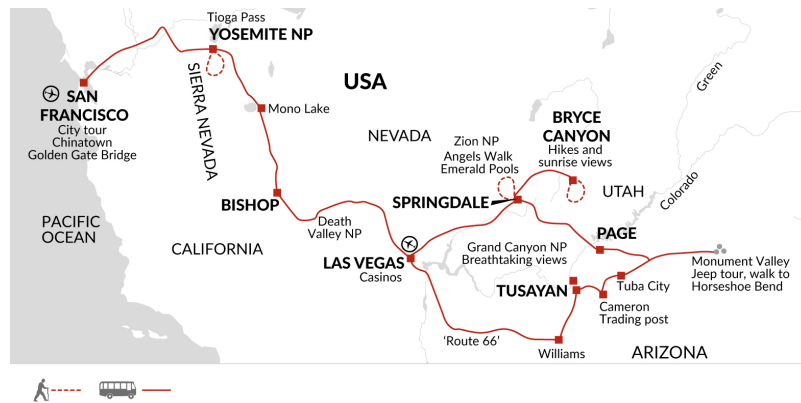 Tioga Pass
YOSEMITE NP
SAN
FRANCISCO
City tour
Chinatown
Golden Gate Bridge
SIERRA NEVADA
USA
Mono Lake
NEVADA
Green
BRYCE
CANYON
Hikes and
sunrise views
Zion NP
Angels Walk
Emerald Pools
UTAH
Colorado
BISHOP
SPRINGDALE
PACIFIC
OCEAN
Death
Valley NP
CALIFORNIA
PAGE
Grand Canyon NP
Breathtaking views
LAS VEGAS
Casinos
Monument Valley
Jeep tour, walk to
Horseshoe Bend
TUSAYAN
Tuba City
Cameron
Trading post
'Route 66'
Williams
ARIZONA